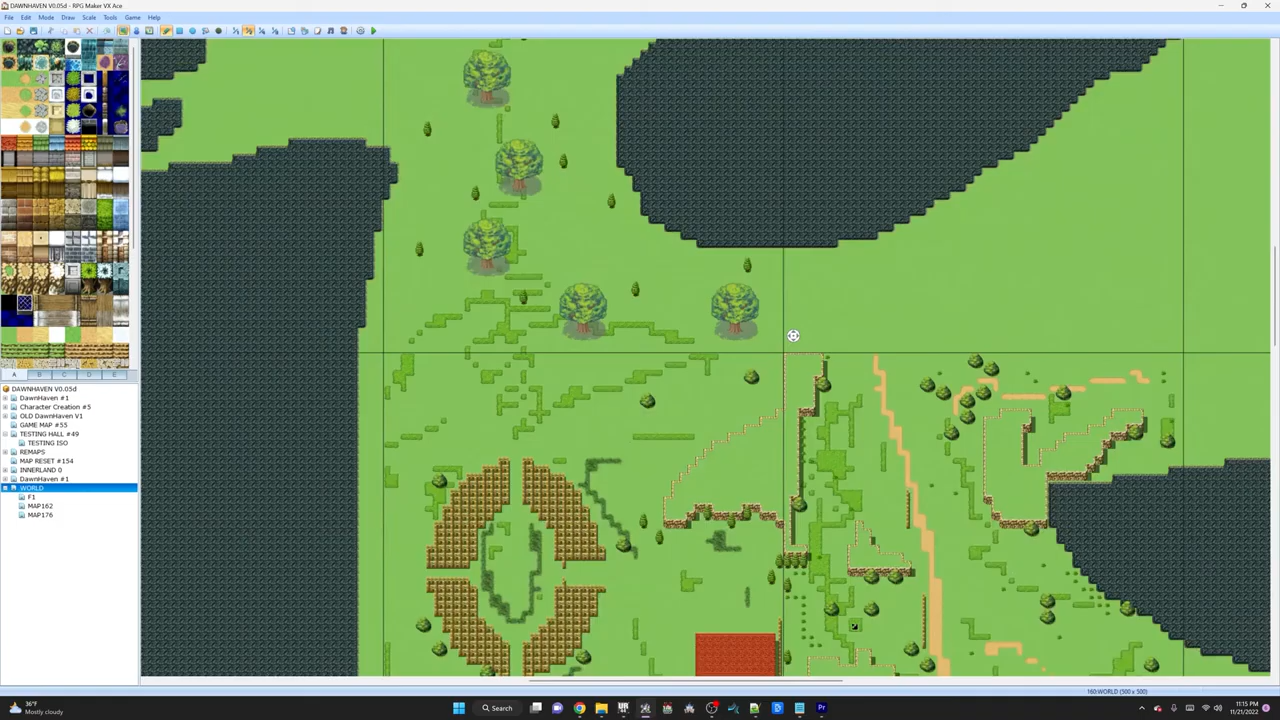 DAWNHAVEN V0.05d - RPG Maker VX Ace
File Edit Mode Draw Scale Tools Game Help
A B C D E
DAWNHAVEN V0.05d
DawnHaven #1
Character Creation #5
OLD DawnHaven V1
GAME MAP #55
TESTING HALL #49
TESTING ISO
REMAPS
MAP RESET #154
INNERLAND 0
DawnHaven #1
WORLD
F1
MAP162
MAP176
160:WORLD (500 x 500)
36°F
Mostly cloudy
Search
11:15 PM
11/21/2022